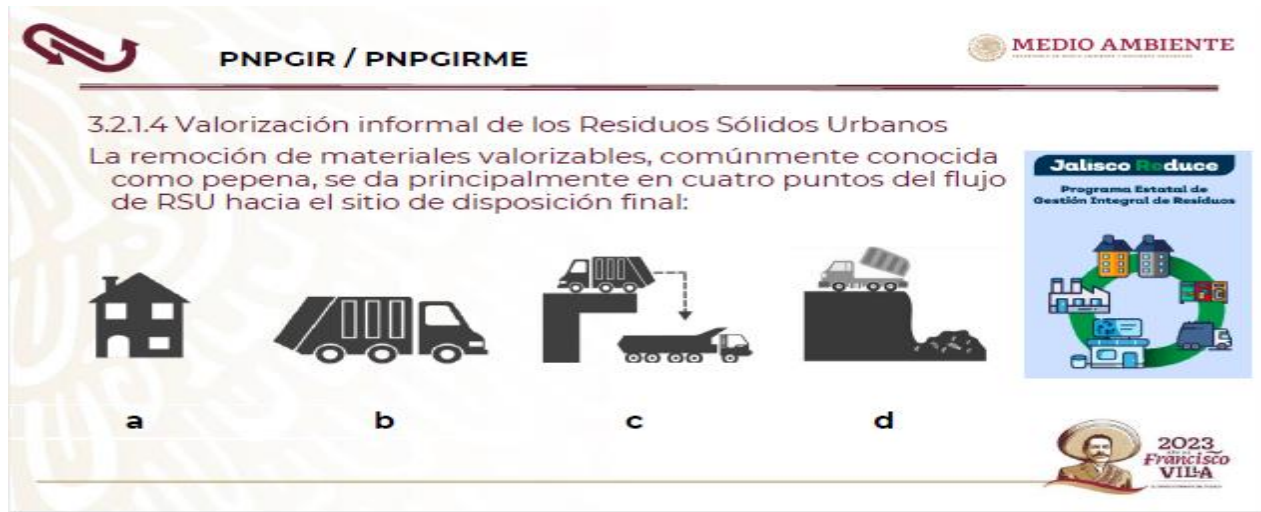 PNPGIR / PNPGIRME
MEDIO AMBIENTE
3.2.1.4 Valorización informal de los Residuos Sólidos Urbanos
La remoción de materiales valorizables, comúnmente conocida
como pepena, se da principalmente en cuatro puntos del flujo
de RSU hacia el sitio de disposición final:
Jalisco Reduce
Programa Estatal de
Gestión Integral de Residuos
a b c d
2023
Francisco
VILLA